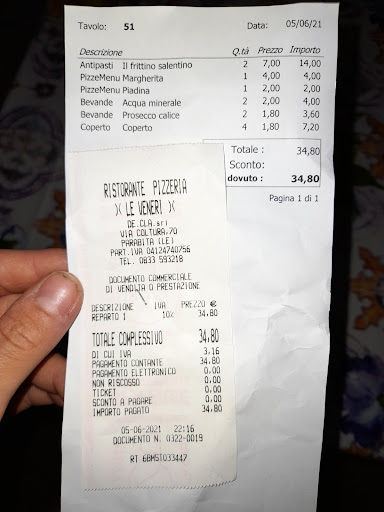 Tavolo: 51 Data: 05/06/21
Descrizione Q.tà Prezzo Importo
Antipasti Il frittino salentino 2 7,00 14,00
PizzeMenu Margherita 1 4,00 4,00
PizzeMenu Piadina 1 2,00 2,00
Bevande Acqua minerale 2 2,00 4,00
Bevande Prosecco calice 2 1,80 3,60
Coperto Coperto 4 1,80 7,20
Totale : 34,80
Sconto:
dovuto : 34,80
Pagina 1 di 1
RISTORANTE PIZZERIA
)( LE VENERI )(
DE.CLA.srl
VIA COLTURA,70
PARABITA (LE)
PART.IVA 04124740756
TEL. 0833 593218
DOCUMENTO COMMERCIALE
DI VENDITA O PRESTAZIONE
DESCRIZIONE IVA PREZZO €
REPARTO 1 10% 34,80
TOTALE COMPLESSIVO 34,80
DI CUI IVA 3,16
PAGAMENTO CONTANTE 34,80
PAGAMENTO ELETTRONICO 0,00
NON RISCOSSO 0,00
TICKET 0,00
SCONTO A PAGARE 0,00
IMPORTO PAGATO 34,80
05-06-2021 22:16
DOCUMENTO N. 0322-0019
RT 6BMST033447